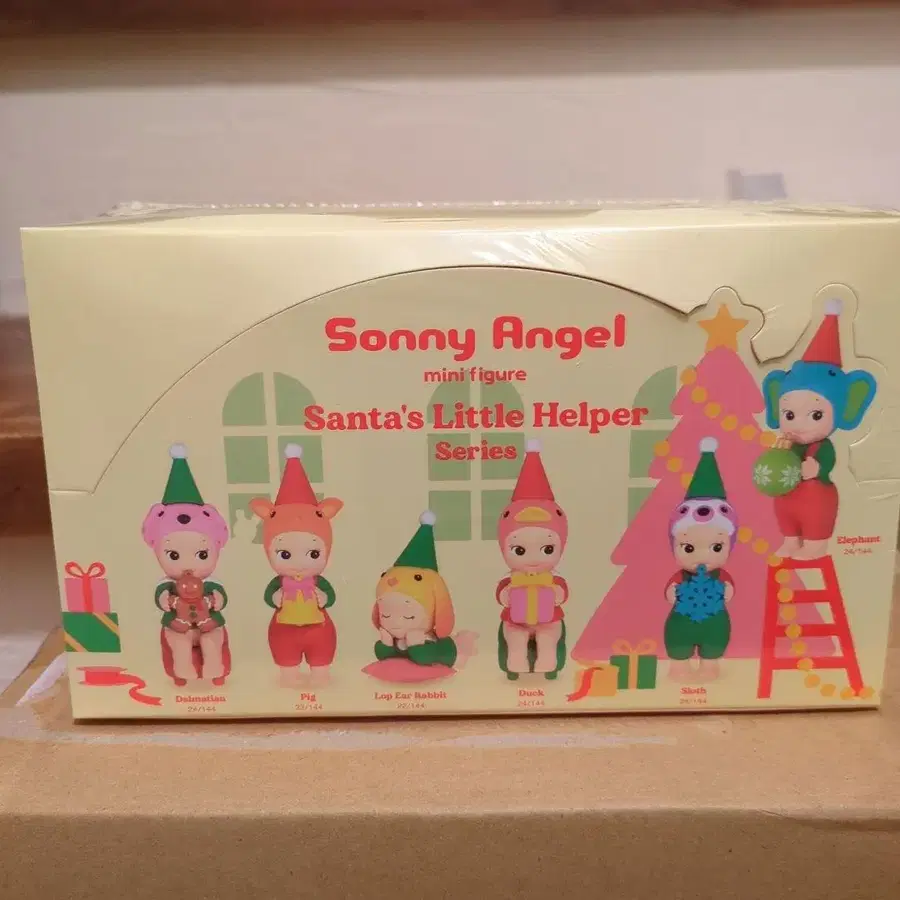 Sonny Angel
mini figure
Santa's Little Helper
Series
Elephant
24/144
Dalmatian
24/144
Pig
22/144
Lop Ear Rabbit
22/144
Duck
24/144
Sloth
24/144